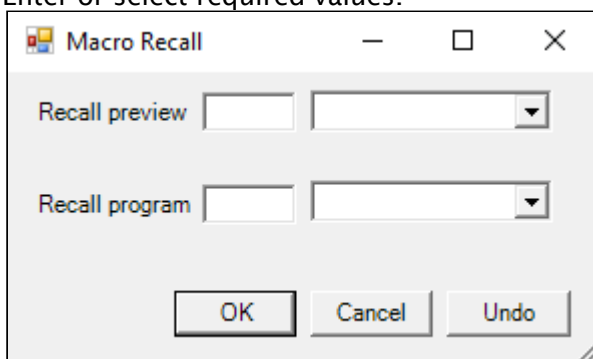 Enter or select required values.
Macro Recall
Recall preview
Recall program
OK Cancel Undo